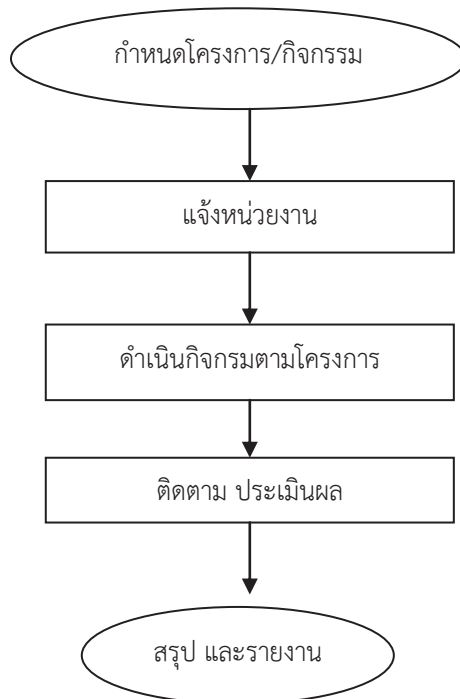 กำหนดโครงการ/กิจกรรม
แจ้งหน่วยงาน
ดำเนินกิจกรมตามโครงการ
ติดตาม ประเมินผล
สรุป และรายงาน